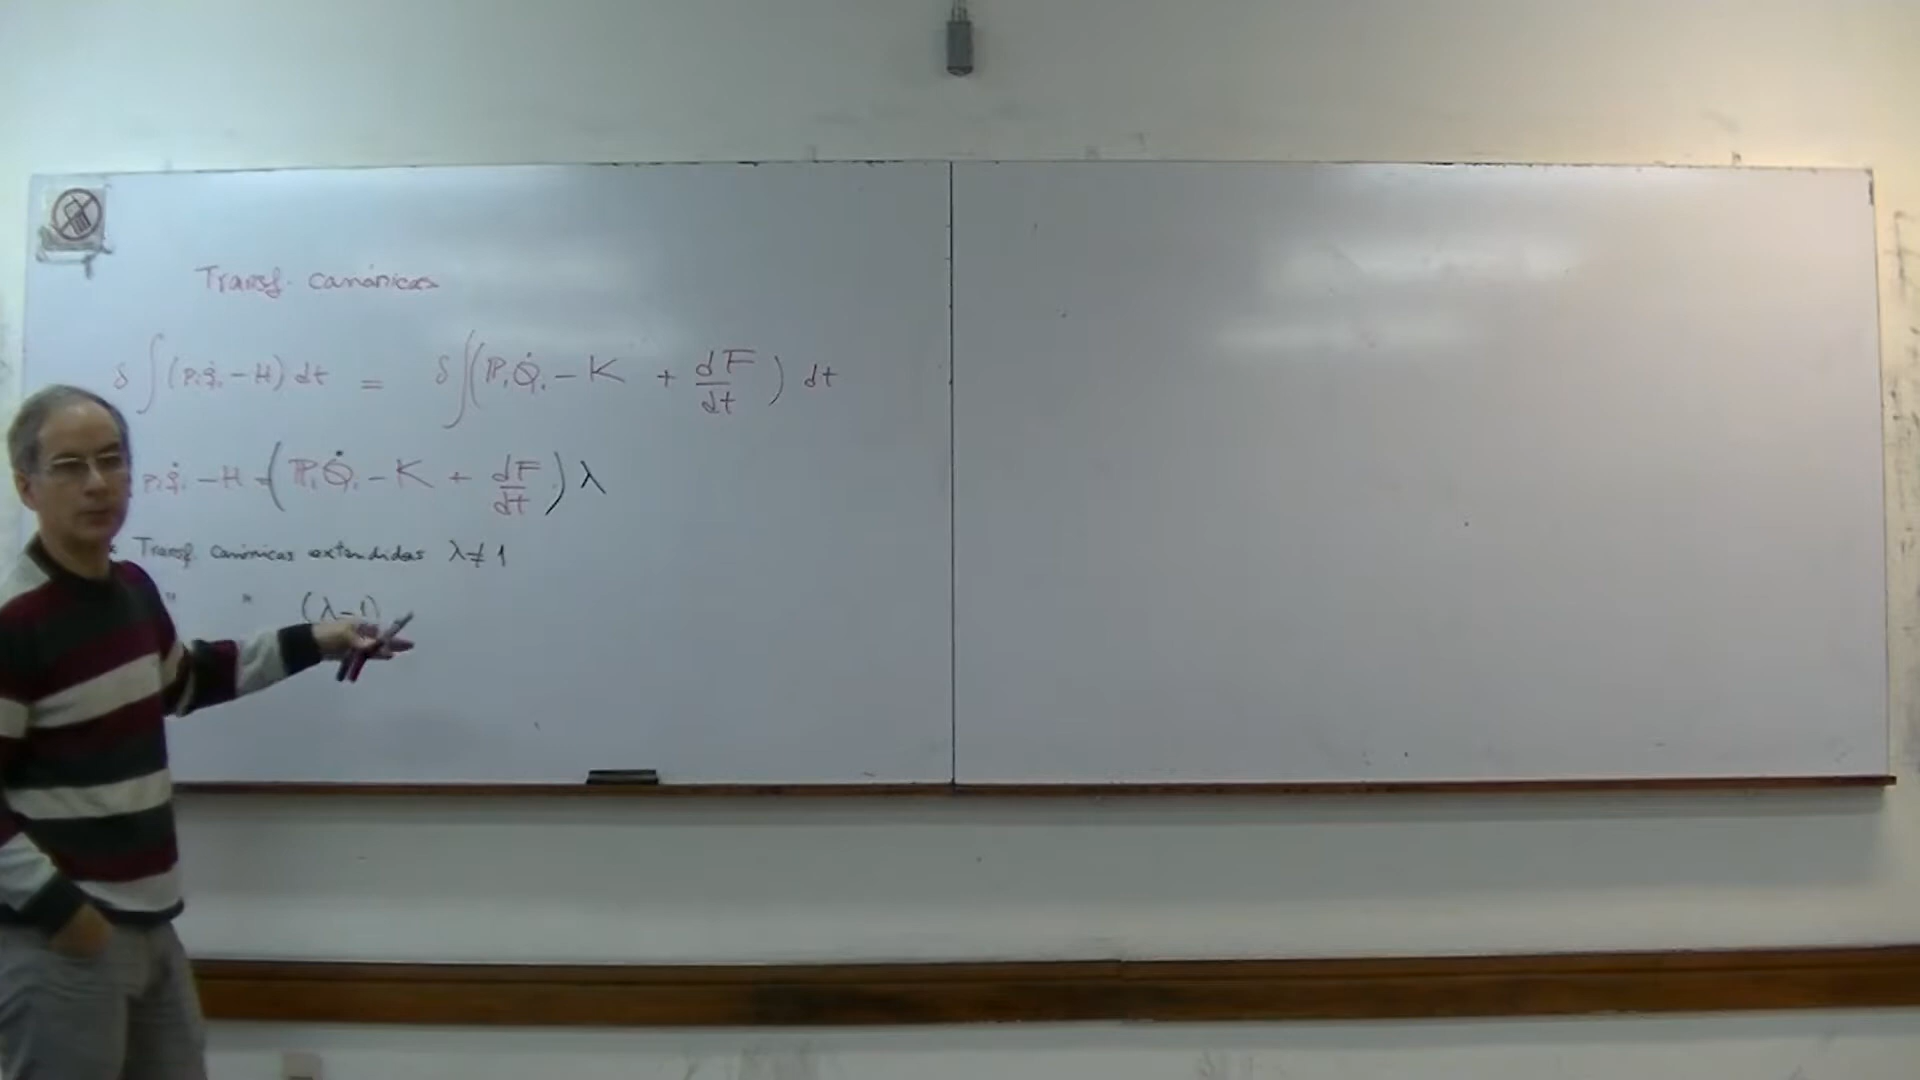 Transf. canónicas
δ∫(pᵢq̇ᵢ - H) dt = δ∫(PᵢQ̇ᵢ - K + dF/dt) dt
pᵢq̇ᵢ - H = (PᵢQ̇ᵢ - K + dF/dt) λ
* Transf. canónicas extendidas λ ≠ 1
" " (λ-1)